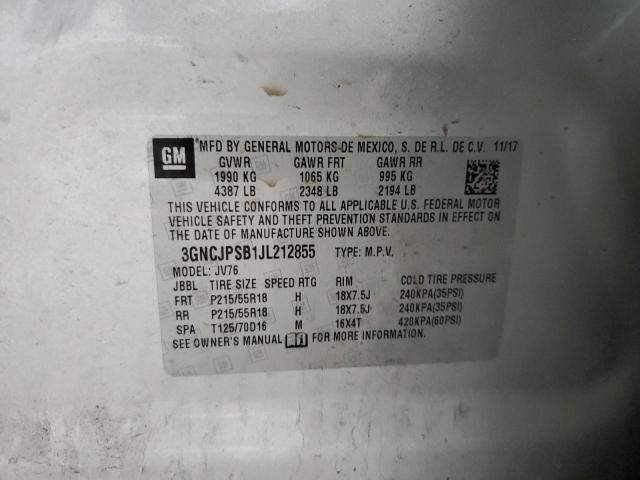 GM MFD BY GENERAL MOTORS DE MEXICO, S. DE R.L. DE C.V. 11/17
GVWR GAWR FRT GAWR RR
1990 KG 1065 KG 995 KG
4387 LB 2348 LB 2194 LB
THIS VEHICLE CONFORMS TO ALL APPLICABLE U.S. FEDERAL MOTOR
VEHICLE SAFETY AND THEFT PREVENTION STANDARDS IN EFFECT ON
THE DATE OF MANUFACTURE SHOWN ABOVE.
3GNCJPSB1JL212855 TYPE: M.P.V.
MODEL: JV76
JBBL TIRE SIZE SPEED RTG RIM COLD TIRE PRESSURE
FRT P215/55R18 H 18X7.5J 240KPA(35PSI)
RR P215/55R18 H 18X7.5J 240KPA(35PSI)
SPA T125/70D16 M 16X4T 420KPA(60PSI)
SEE OWNER'S MANUAL FOR MORE INFORMATION.